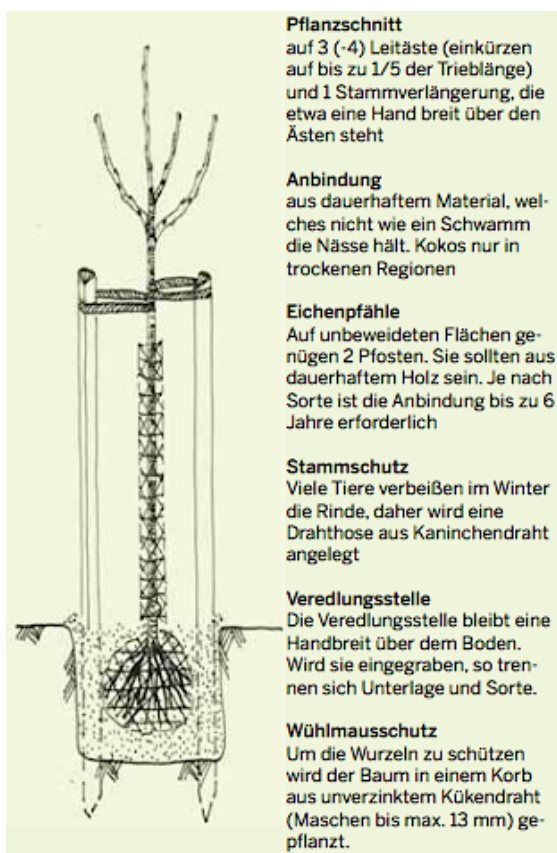 Pflanzschnitt
auf 3 (-4) Leitäste (einkürzen
auf bis zu 1/5 der Trieblänge)
und 1 Stammverlängerung, die
etwa eine Hand breit über den
Ästen steht
Anbindung
aus dauerhaftem Material, wel-
ches nicht wie ein Schwamm
die Nässe hält. Kokos nur in
trockenen Regionen
Eichenpfähle
Auf unbeweideten Flächen ge-
nügen 2 Pfosten. Sie sollten aus
dauerhaftem Holz sein. Je nach
Sorte ist die Anbindung bis zu 6
Jahre erforderlich
Stammschutz
Viele Tiere verbeißen im Winter
die Rinde, daher wird eine
Drahthose aus Kaninchendraht
angelegt
Veredlungsstelle
Die Veredlungsstelle bleibt eine
Handbreit über dem Boden.
Wird sie eingegraben, so tren-
nen sich Unterlage und Sorte.
Wühlmausschutz
Um die Wurzeln zu schützen
wird der Baum in einem Korb
aus unverzinktem Kükendraht
(Maschen bis max. 13 mm) ge-
pflanzt.